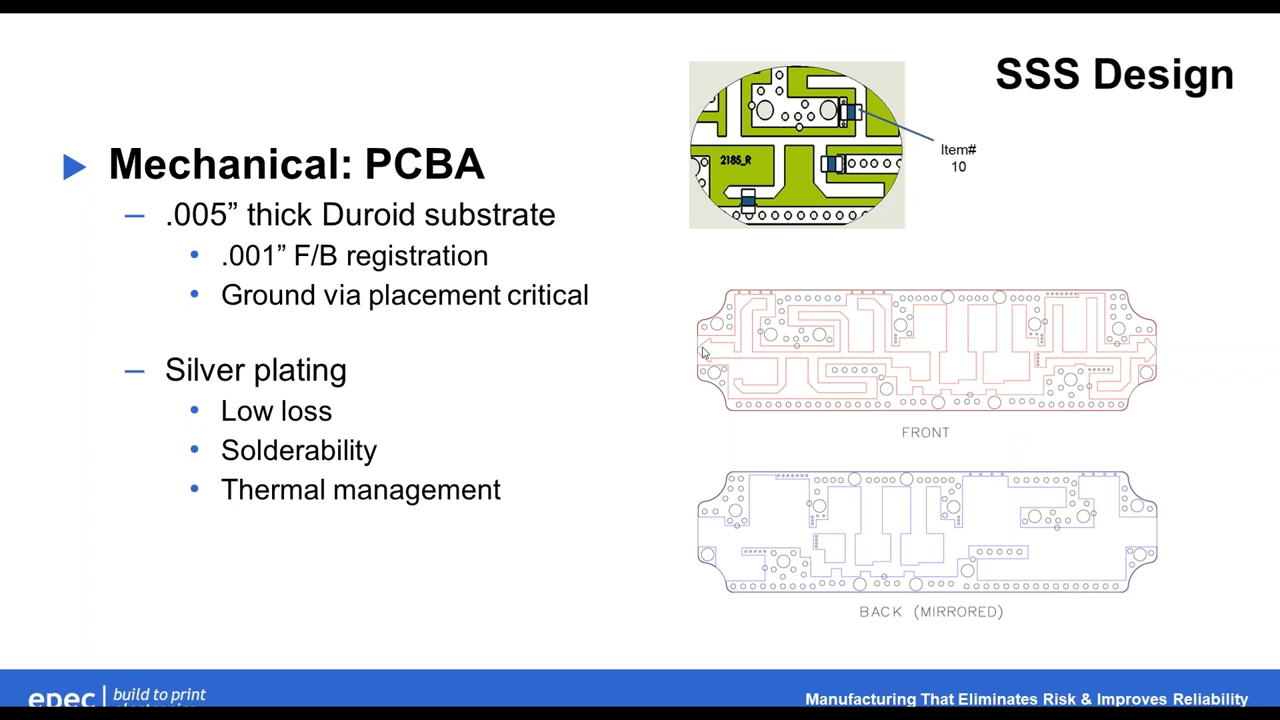 SSS Design
Mechanical: PCBA
– .005” thick Duroid substrate
• .001” F/B registration
• Ground via placement critical
– Silver plating
• Low loss
• Solderability
• Thermal management
2185_R
Item#
10
FRONT
BACK (MIRRORED)
epec
build to print
Manufacturing That Eliminates Risk & Improves Reliability